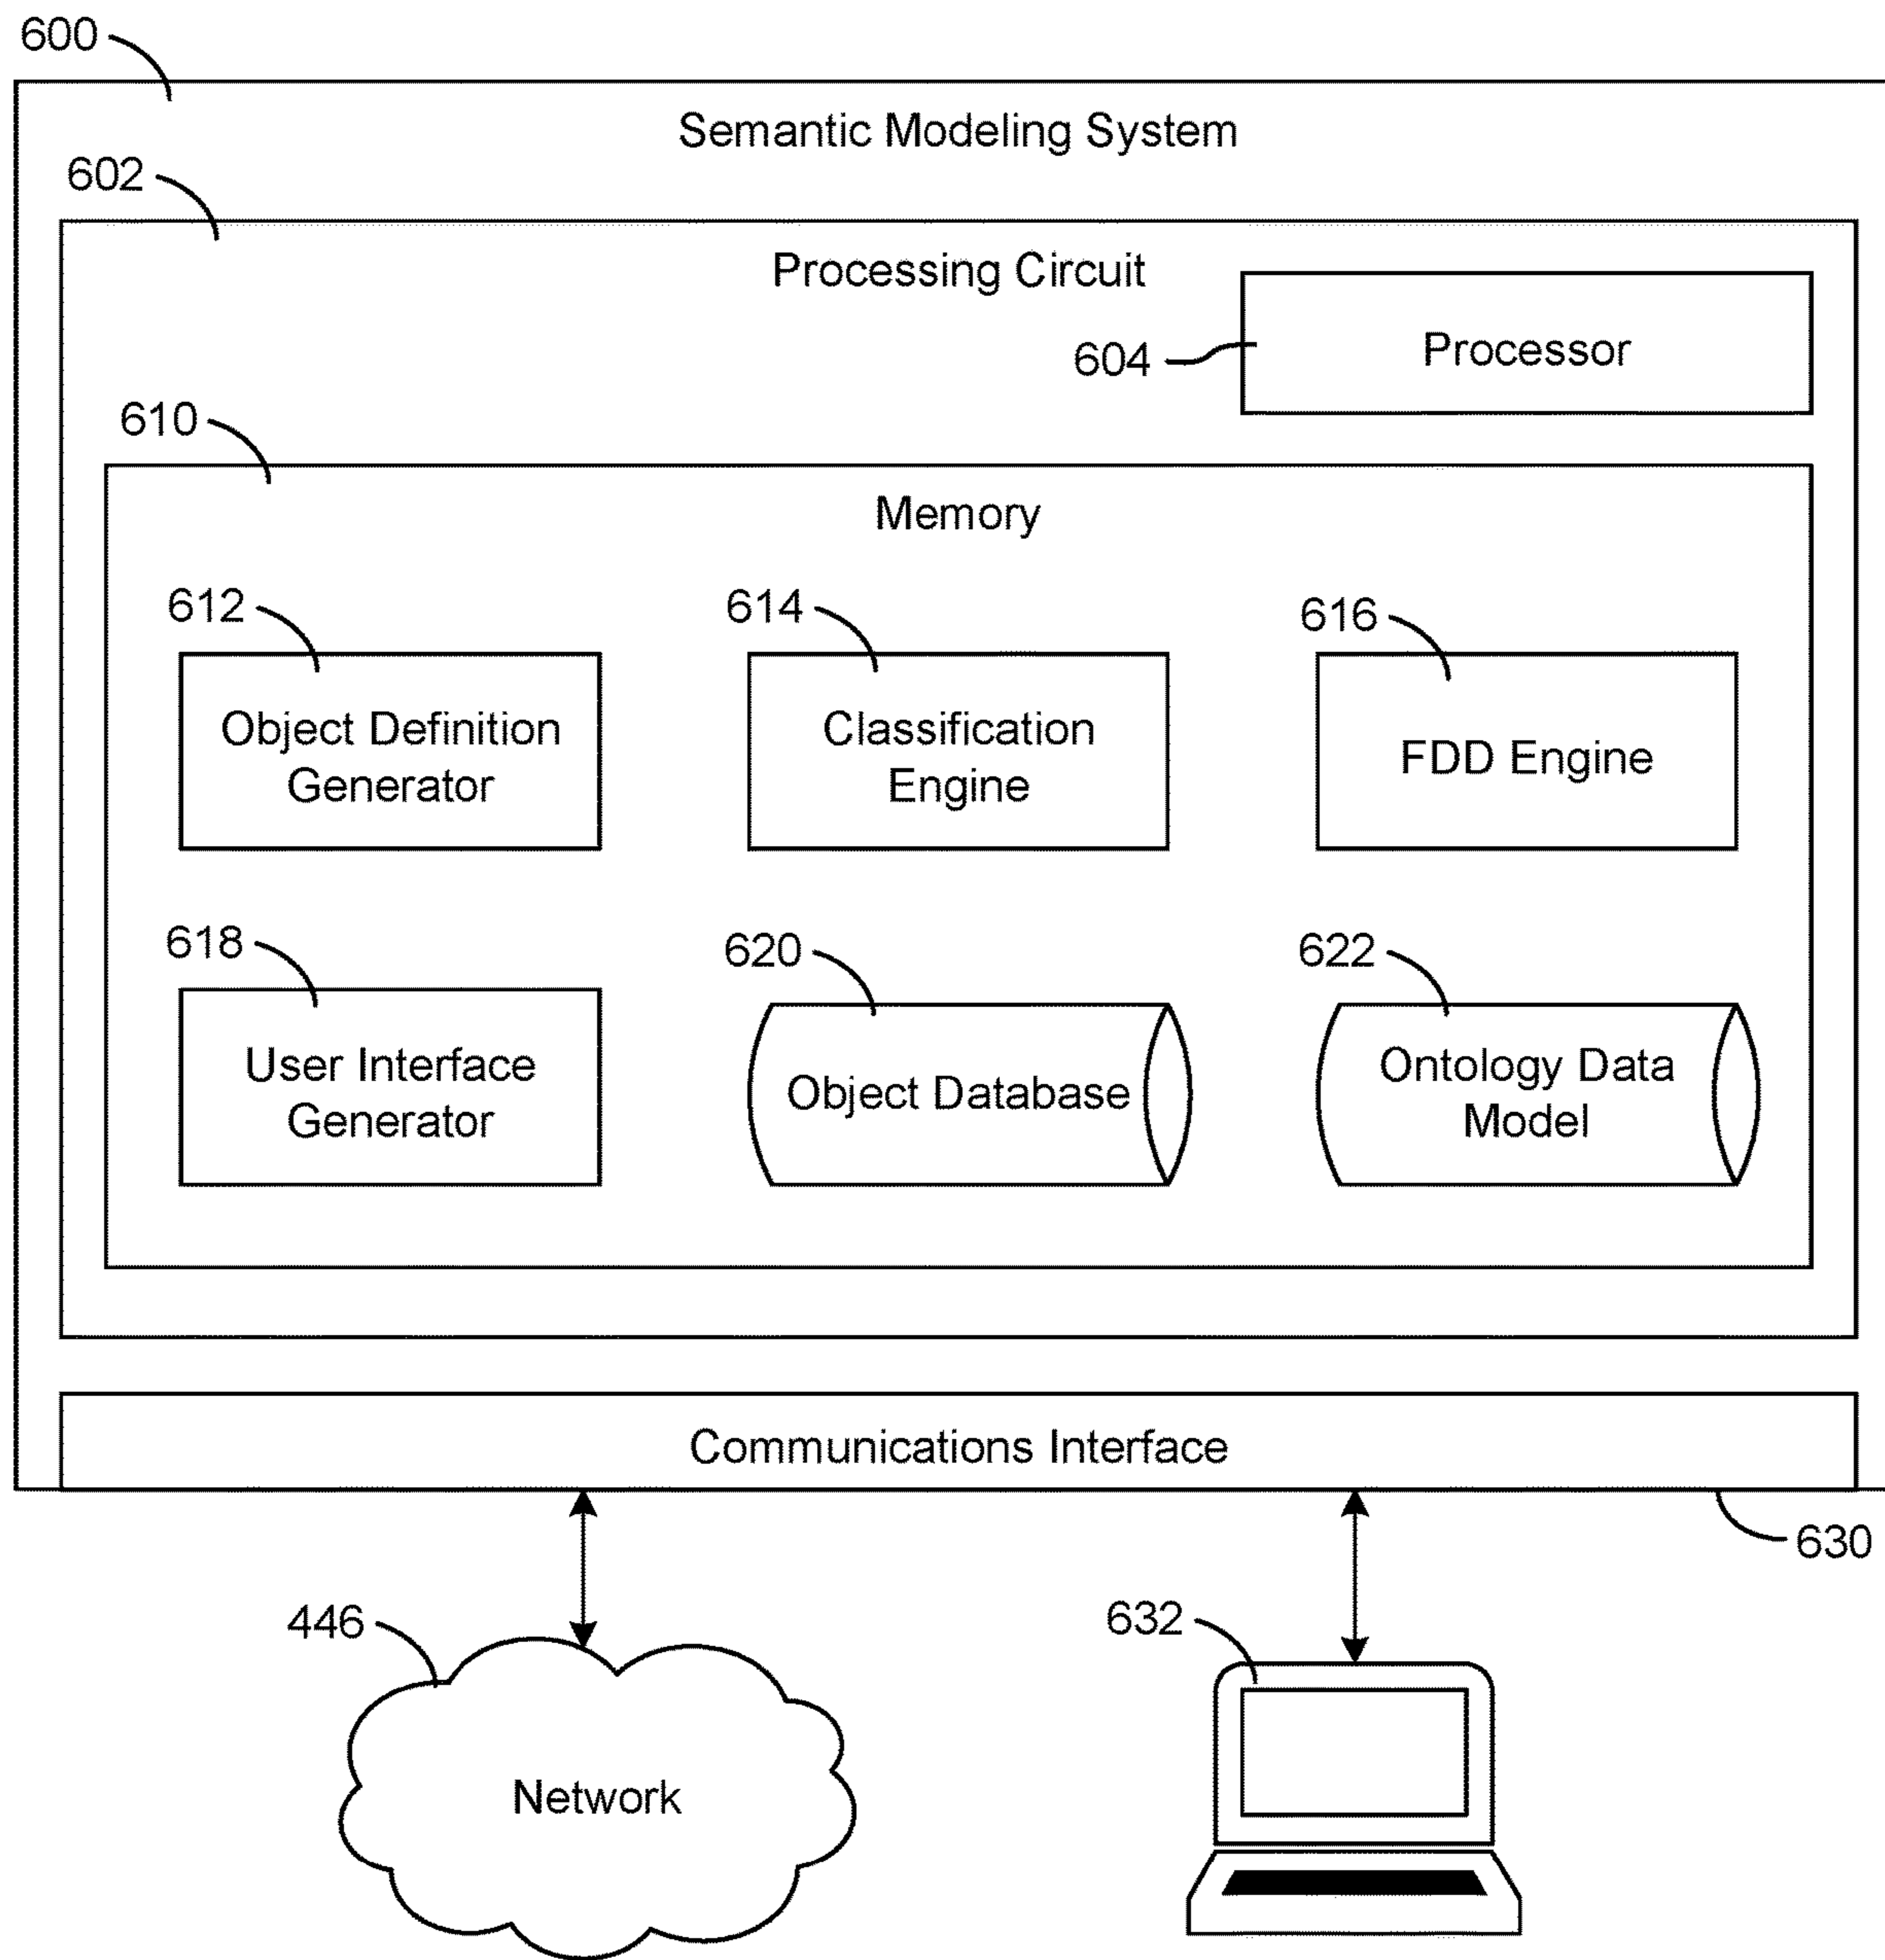 600
Semantic Modeling System
602
Processing Circuit
604
Processor
610
Memory
612
614
616
Object Definition
Generator
Classification
Engine
FDD Engine
618
620
622
User Interface
Generator
Object Database
Ontology Data
Model
Communications Interface
630
446
632
Network